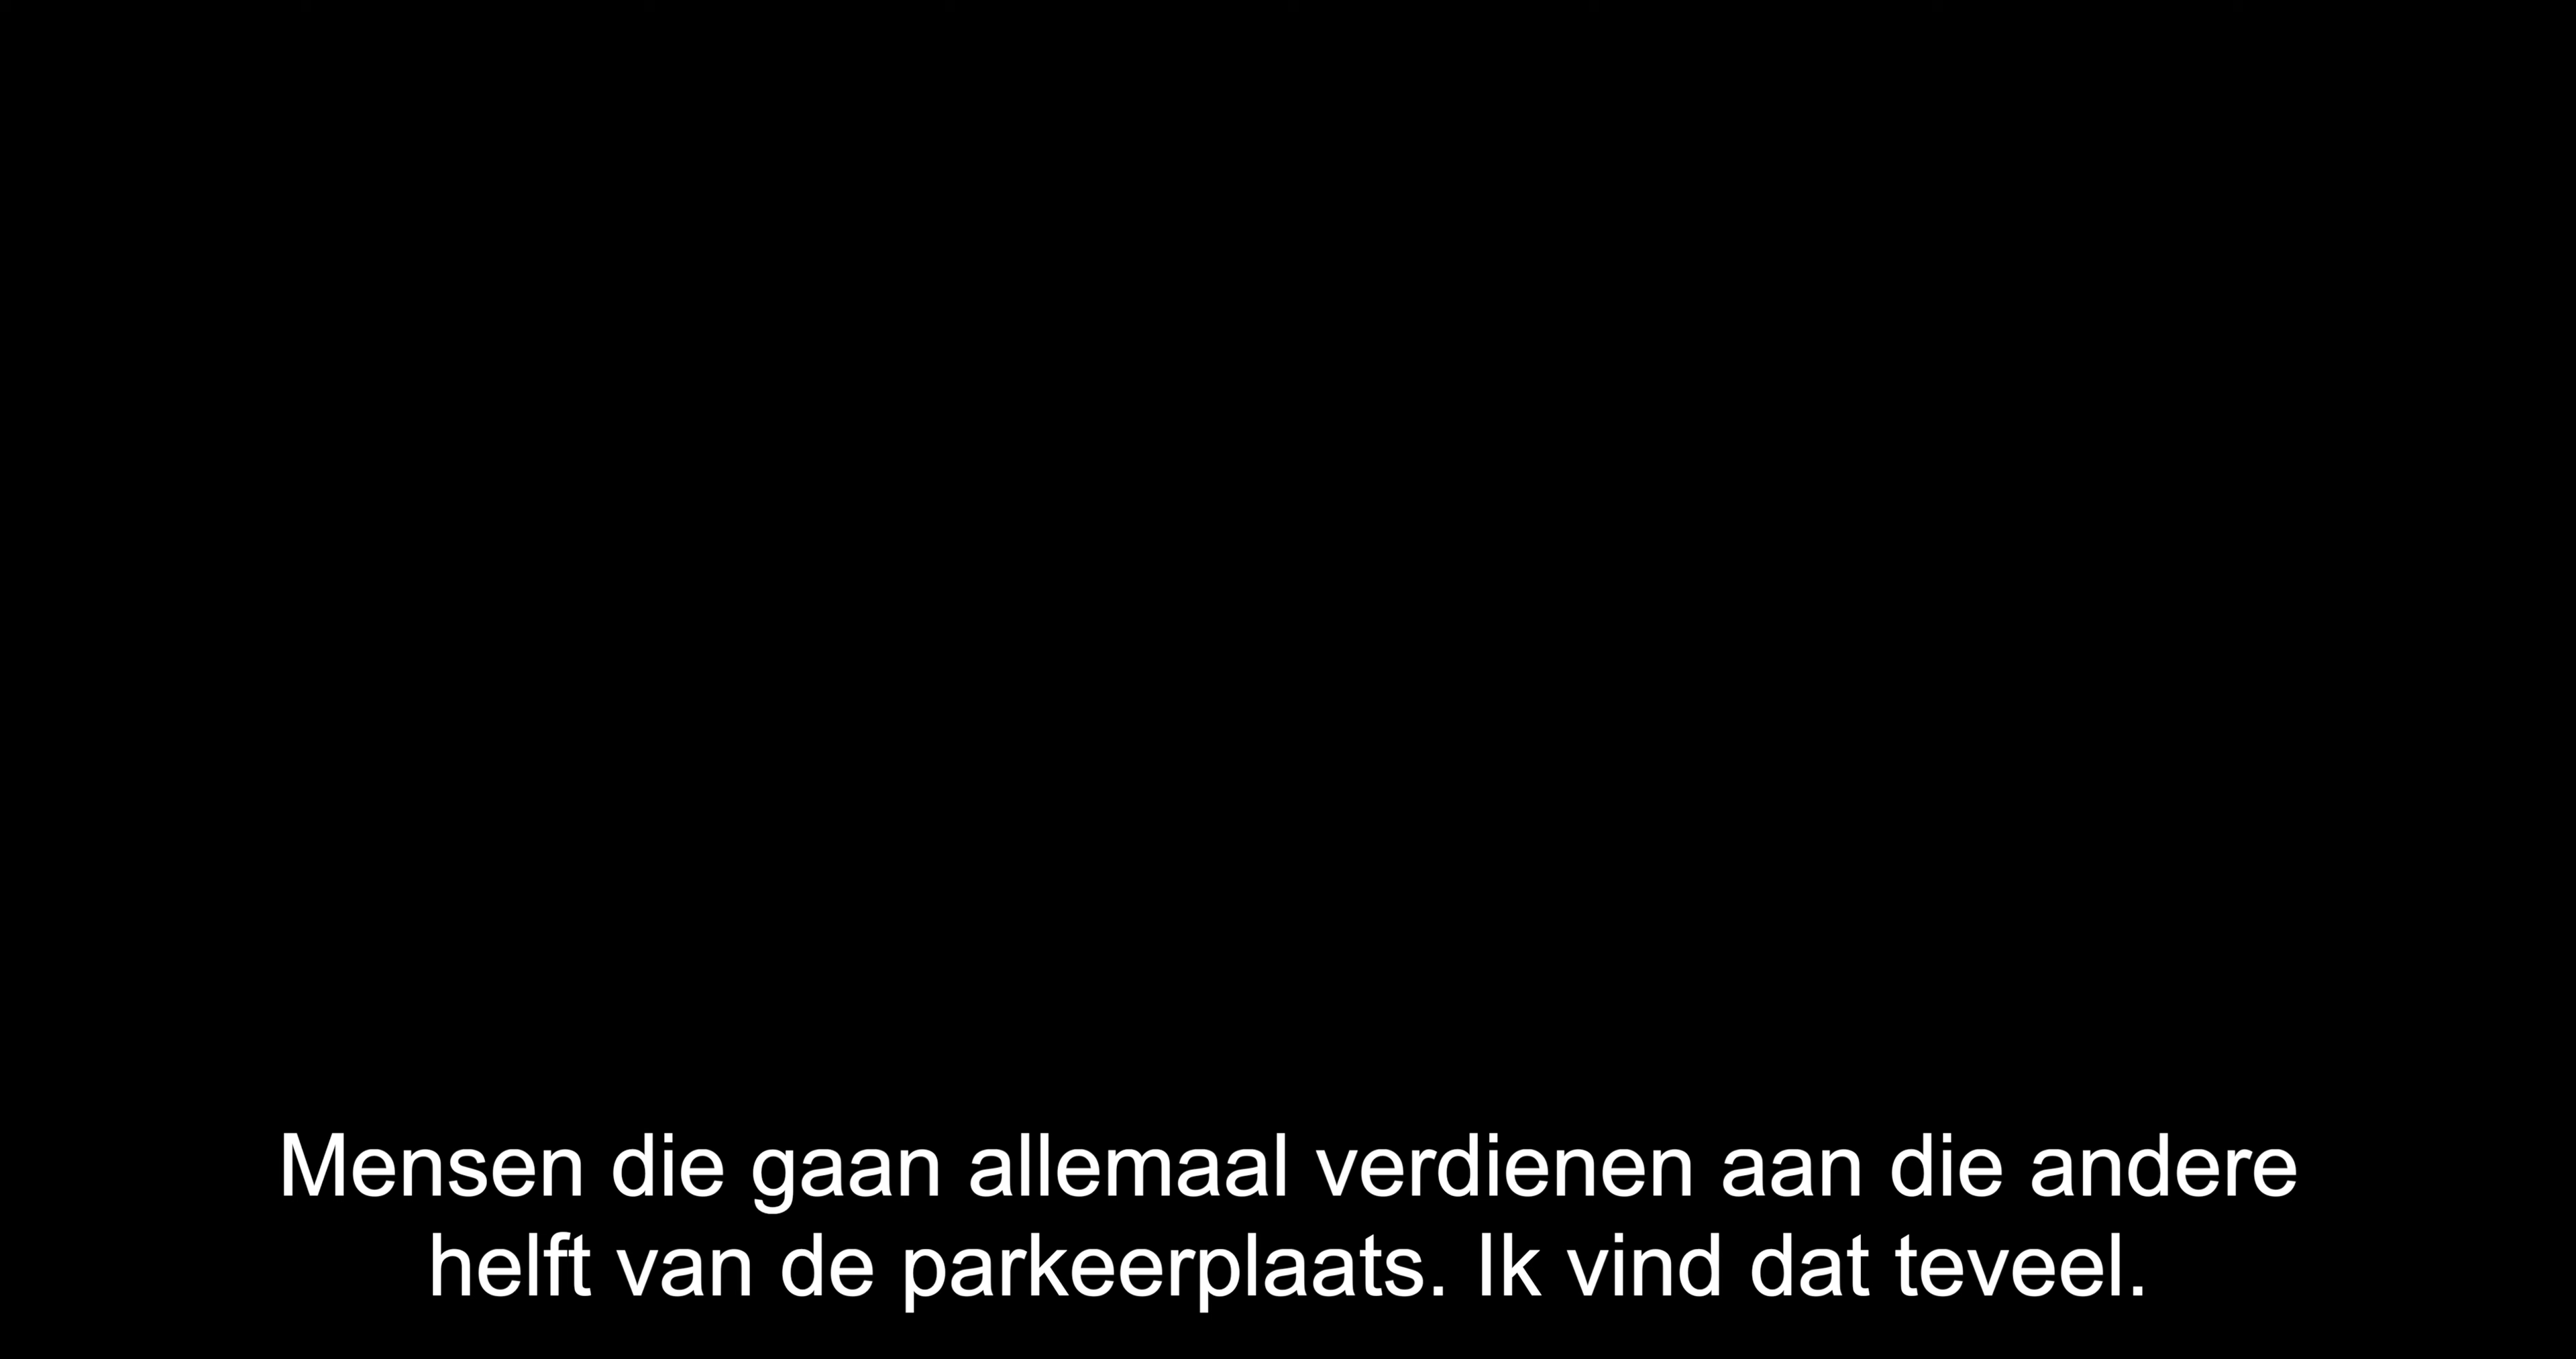 Mensen die gaan allemaal verdienen aan die andere
helft van de parkeerplaats. Ik vind dat teveel.